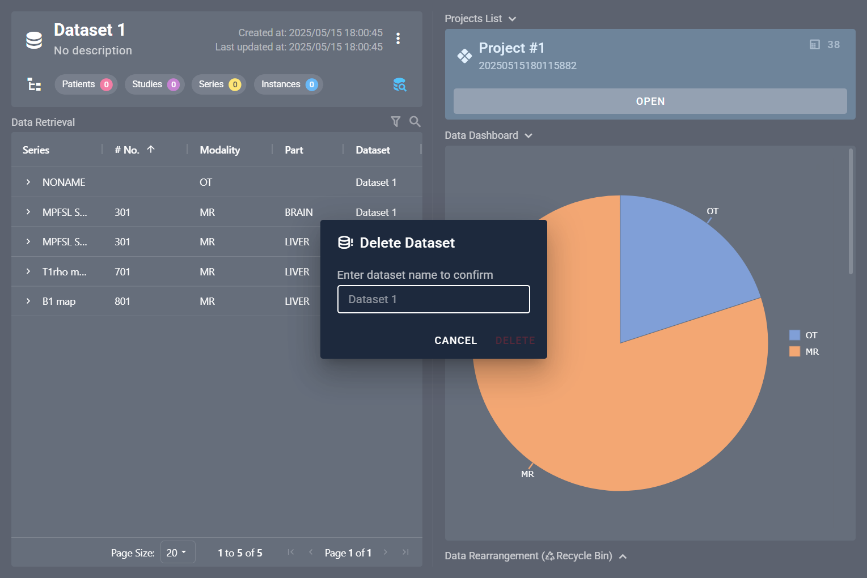 Dataset 1
No description
Created at: 2025/05/15 18:00:45
Last updated at: 2025/05/15 18:00:45
Patients 0 Studies 0 Series 0 Instances 0
Data Retrieval
Series # No. Modality Part Dataset
NONAME OT Dataset 1
MPFSL S... 301 MR BRAIN Dataset 1
MPFSL S... 301 MR LIVER
T1rho m... 701 MR LIVER
B1 map 801 MR LIVER
Page Size: 20 1 to 5 of 5 Page 1 of 1
Delete Dataset
Enter dataset name to confirm
Dataset 1
CANCEL DELETE
Projects List
Project #1
20250515180115882
38
OPEN
Data Dashboard
OT
MR
OT
MR
Data Rearrangement (Recycle Bin)